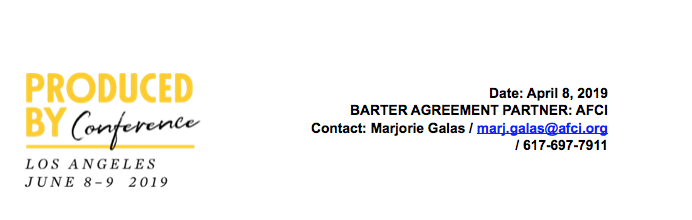 PRODUCED
BY Conference
LOS ANGELES
JUNE 8-9 2019
Date: April 8, 2019
BARTER AGREEMENT PARTNER: AFCI
Contact: Marjorie Galas / marj.galas@afci.org
/ 617-697-7911